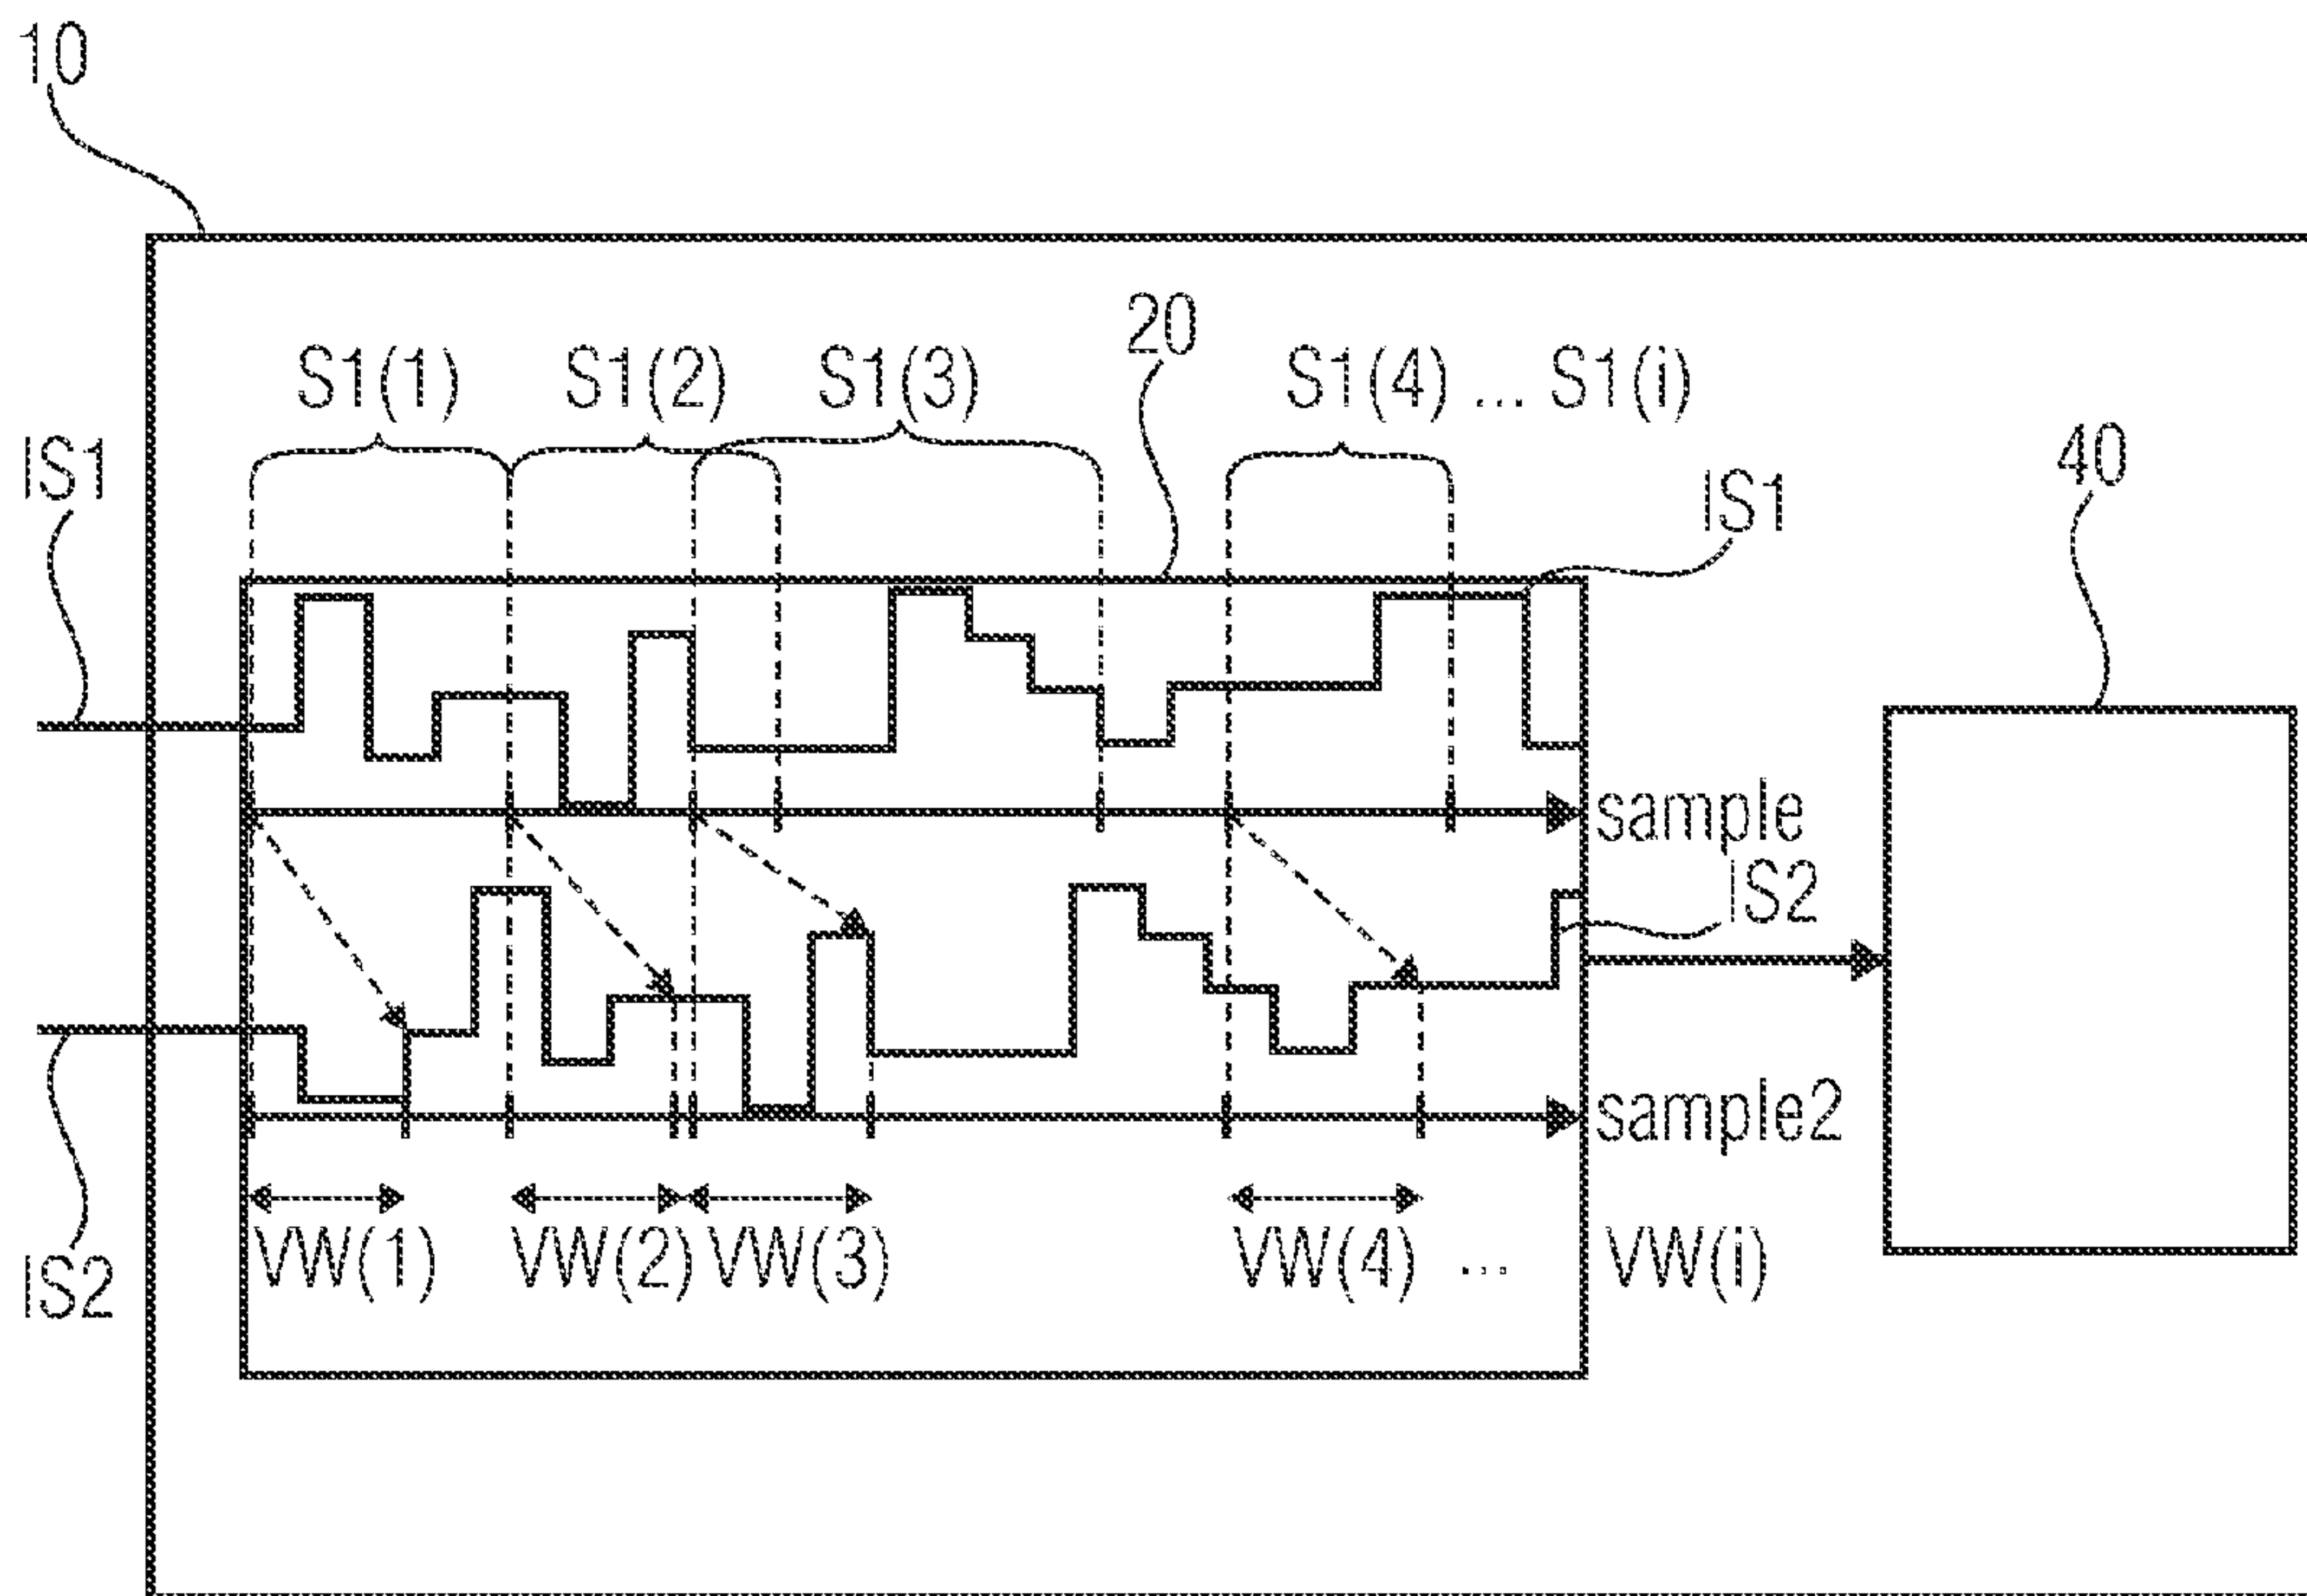 10
20
S1(1) S1(2) S1(3) S1(4) ... S1(i)
IS1
40
IS1
sample
IS2
sample2
VW(1) VW(2) VW(3) VW(4) ... VW(i)
IS2